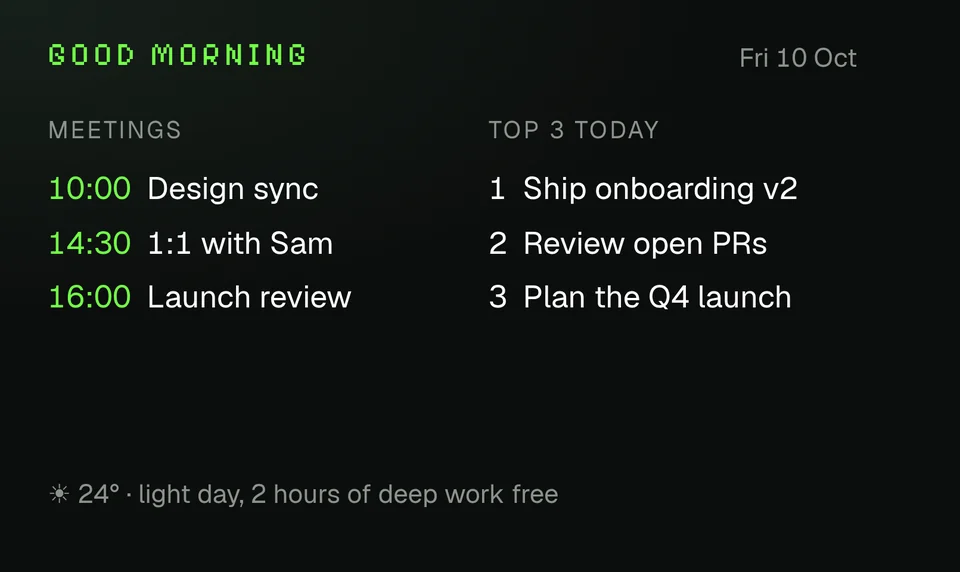 GOOD MORNING
Fri 10 Oct
MEETINGS
10:00 Design sync
14:30 1:1 with Sam
16:00 Launch review
TOP 3 TODAY
1 Ship onboarding v2
2 Review open PRs
3 Plan the Q4 launch
☀ 24° · light day, 2 hours of deep work free